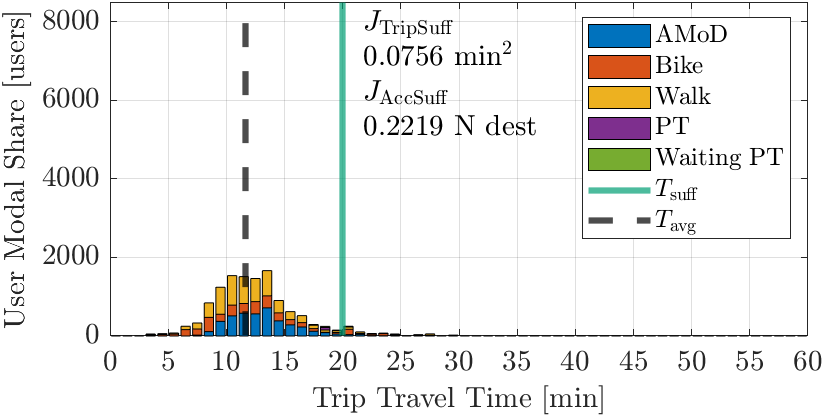 8000
6000
4000
2000
0
User Modal Share [users]
J_TripSuff
0.0756 min²
J_AccSuff
0.2219 N dest
AMoD
Bike
Walk
PT
Waiting PT
T_suff
T_avg
0 5 10 15 20 25 30 35 40 45 50 55 60
Trip Travel Time [min]